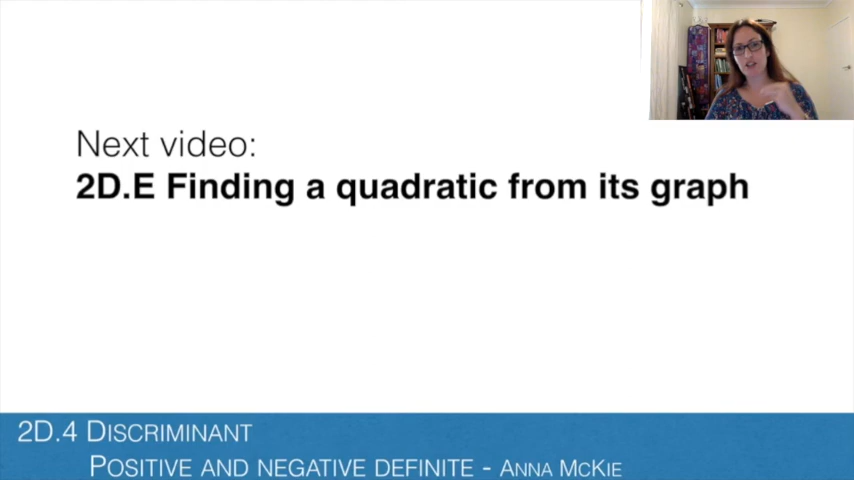 Next video:
2D.E Finding a quadratic from its graph
2D.4 Discriminant
Positive and negative definite - Anna McKie